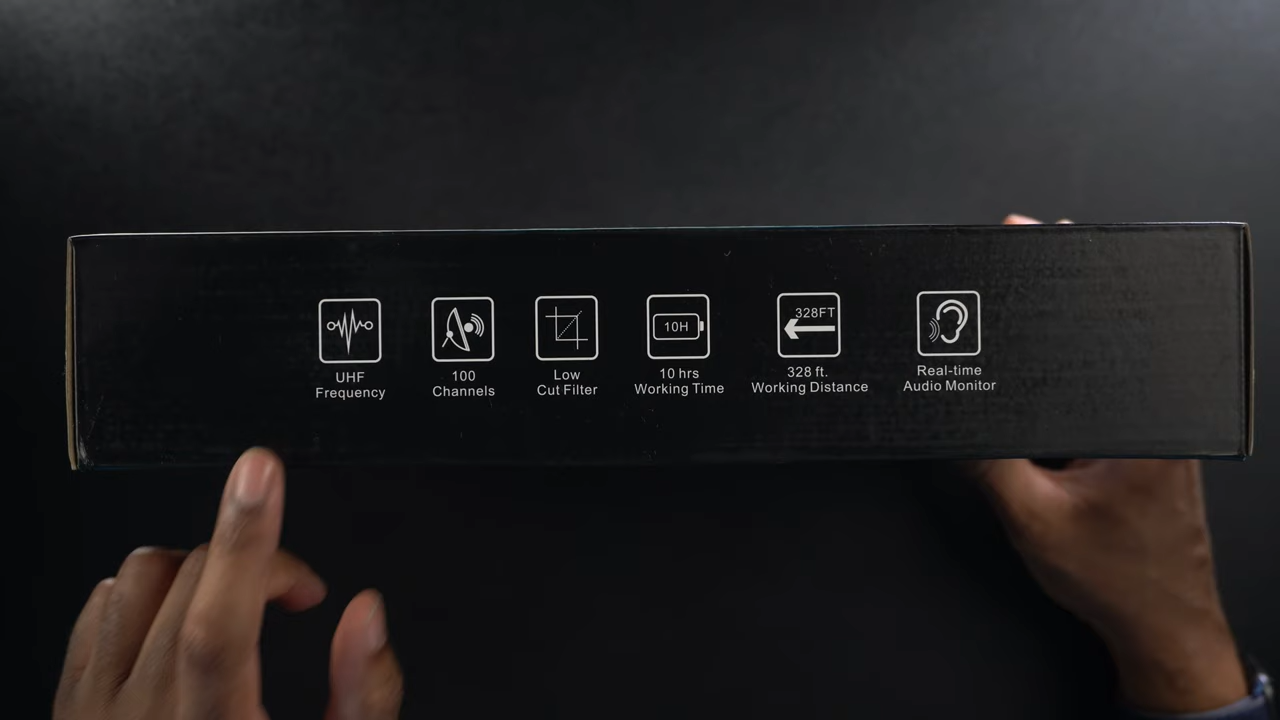 UHF
Frequency
100
Channels
Low
Cut Filter
10H
10 hrs
Working Time
328FT
328 ft.
Working Distance
Real-time
Audio Monitor